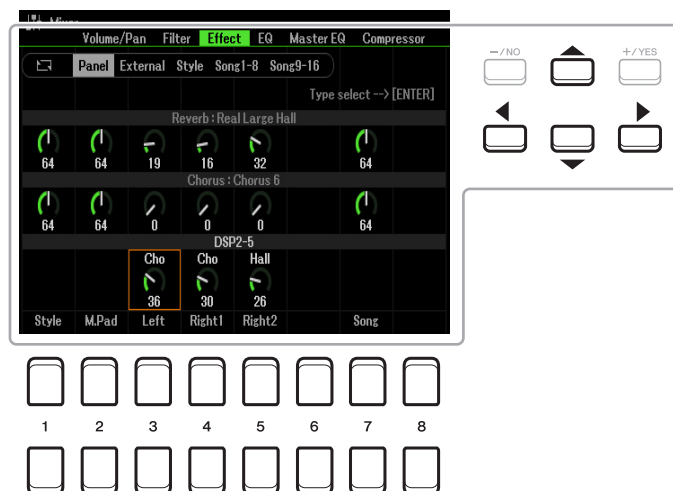 Volume/Pan Filter Effect EQ Master EQ Compressor
Panel External Style Song1-8 Song9-16
Type select --> [ENTER]
Reverb : Real Large Hall
64 64 19 16 32 64
Chorus : Chorus 6
64 64 0 0 0 64
DSP2-5
Cho Cho Hall
36 30 26
Style M.Pad Left Right1 Right2 Song
-/NO +/YES
1 2 3 4 5 6 7 8